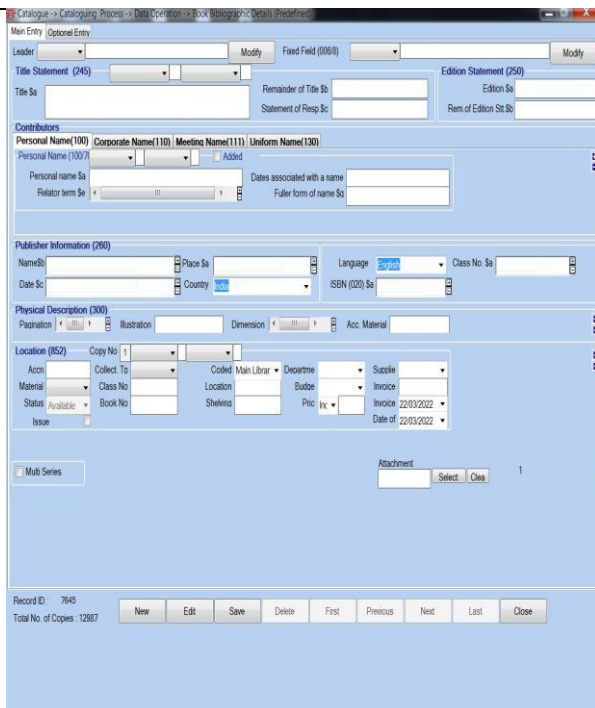 Catalogue -> Cataloguing Process -> Data Operation -> Book Bibliographic Details (Predefined)
Main Entry Optional Entry
Leader Modify Fixed Field (006/8) Modify
Title Statement (245) Edition Statement (250)
Title $a Remainder of Title $b Edition $a
Statement of Resp.$c Rem of Edition Stt.$b
Contributors
Personal Name(100) Corporate Name(110) Meeting Name(111) Uniform Name(130)
Personal Name (100/70 Added
Personal name $a Dates associated with a name
Relator term $e Fuller form of name $q
Publisher Information (260)
Name$b Place $a Language English Class No. $a
Date $c Country India ISBN (020) $a
Physical Description (300)
Pagination Illustration Dimension Acc. Material
Location (852) Copy No 1
Accn Collect. Tp Coded Main Librar Departme Supplie
Material Class No Location Budge Invoice
Status Available Book No Shelving Pric Inc Invoice 22/03/2022
Issue Date of 22/03/2022
Multi Series Attachment
Select Clea 1
Record ID : 7645
Total No. of Copies : 12987 New Edit Save Delete First Previous Next Last Close